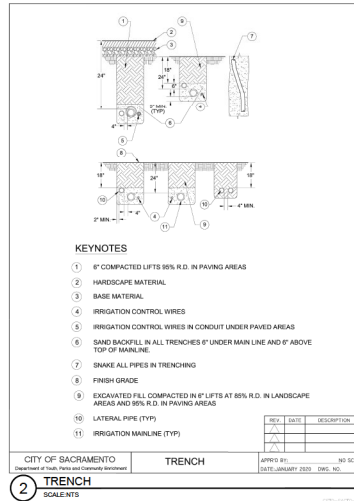 1
9
2
3
7
24"
18"
24"
6"
2" MIN.
(TYP)
4
6
4"
5
8
18"
24"
18"
18"
10
4"
2" MIN.
4
11
9
10
4" MIN.
KEYNOTES
1 6" COMPACTED LIFTS 95% R.D. IN PAVING AREAS
2 HARDSCAPE MATERIAL
3 BASE MATERIAL
4 IRRIGATION CONTROL WIRES
5 IRRIGATION CONTROL WIRES IN CONDUIT UNDER PAVED AREAS
6 SAND BACKFILL IN ALL TRENCHES 6" UNDER MAIN LINE AND 6" ABOVE
TOP OF MAINLINE.
7 SNAKE ALL PIPES IN TRENCHING
8 FINISH GRADE
9 EXCAVATED FILL COMPACTED IN 6" LIFTS AT 85% R.D. IN LANDSCAPE
AREAS AND 95% R.D. IN PAVING AREAS
10 LATERAL PIPE (TYP)
11 IRRIGATION MAINLINE (TYP)
REV. DATE DESCRIPTION
CITY OF SACRAMENTO
Department of Youth, Parks and Community Enrichment
TRENCH
APPR'D BY: NO SC
DATE:JANUARY 2020 DWG. NO.
2 TRENCH
SCALE:NTS